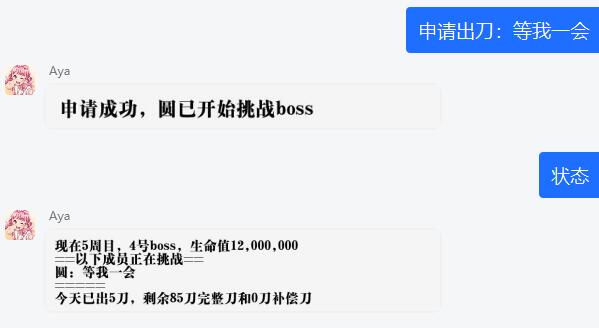 申请出刀：等我一会
Aya
申请成功，圆已开始挑战boss
状态
Aya
现在5周目，4号boss，生命值12,000,000
==以下成员正在挑战==
圆：等我一会
=====
今天已出5刀，剩余85刀完整刀和0刀补偿刀